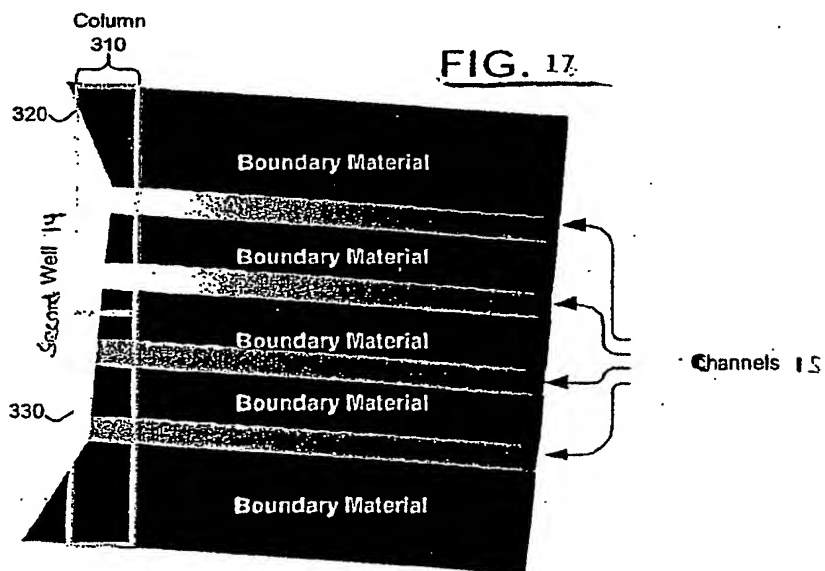 Column
310
FIG. 17
320
Boundary Material
Boundary Material
Second Well 14
Boundary Material
Channels 15
Boundary Material
330
Boundary Material